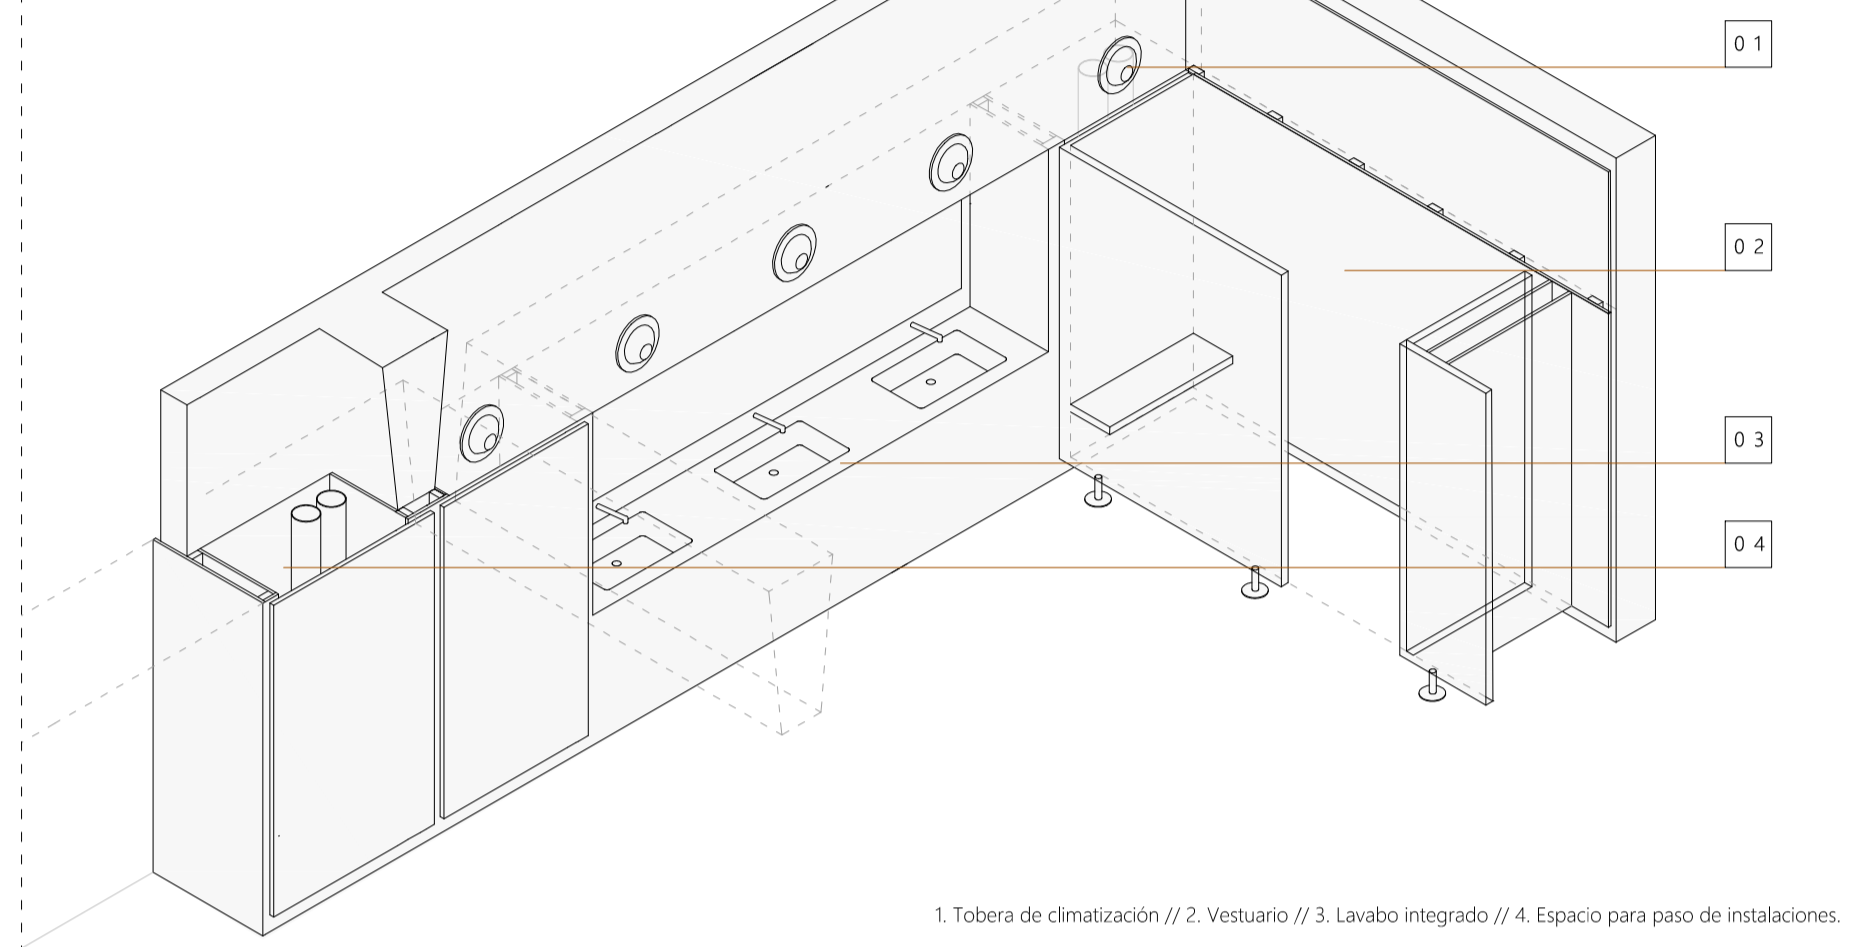 0 1
0 2
0 3
0 4
1. Tobera de climatización // 2. Vestuario // 3. Lavabo integrado // 4. Espacio para paso de instalaciones.